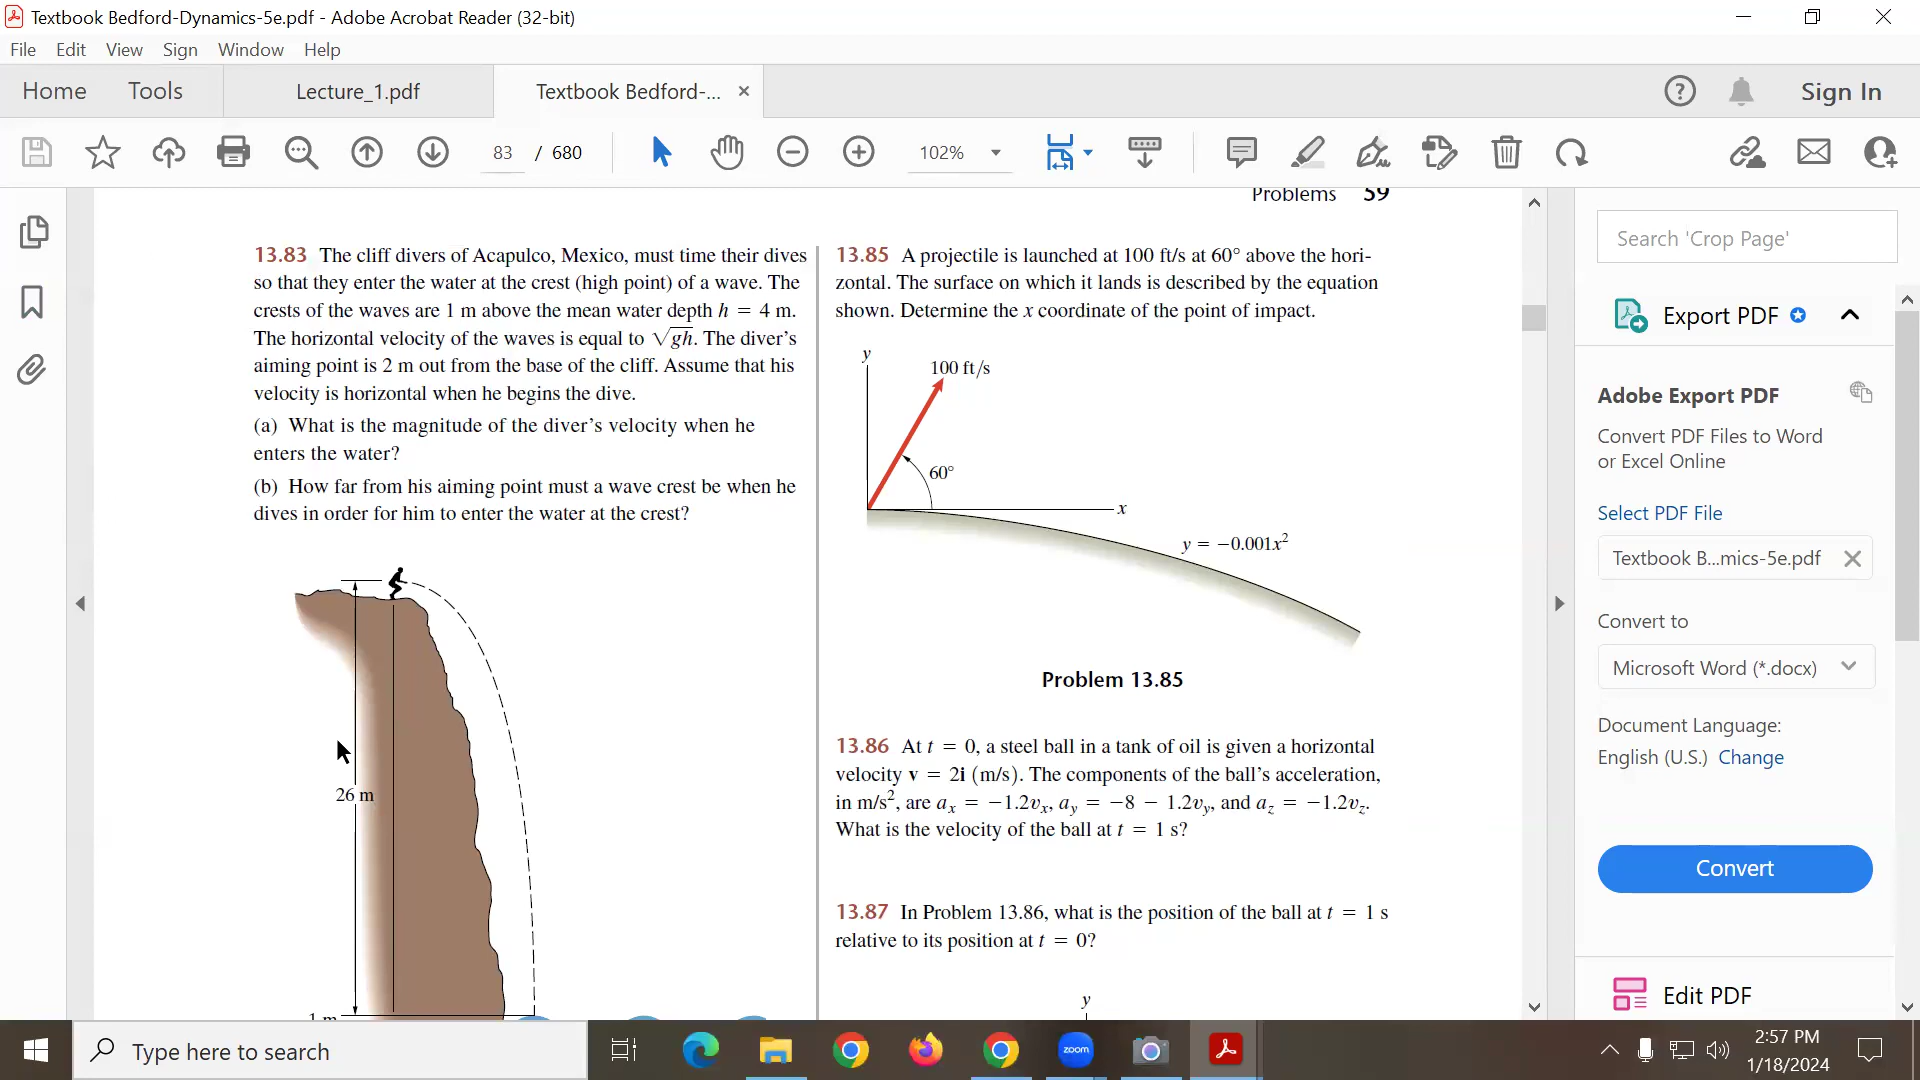 Textbook Bedford-Dynamics-5e.pdf - Adobe Acrobat Reader (32-bit)
File Edit View Sign Window Help
Home Tools Lecture_1.pdf Textbook Bedford-... × Sign In
83 / 680 102%
Problems 59
13.83 The cliff divers of Acapulco, Mexico, must time their dives
so that they enter the water at the crest (high point) of a wave. The
crests of the waves are 1 m above the mean water depth h = 4 m.
The horizontal velocity of the waves is equal to √gh. The diver's
aiming point is 2 m out from the base of the cliff. Assume that his
velocity is horizontal when he begins the dive.
(a) What is the magnitude of the diver's velocity when he
enters the water?
(b) How far from his aiming point must a wave crest be when he
dives in order for him to enter the water at the crest?
26 m
1 m
13.85 A projectile is launched at 100 ft/s at 60° above the hori-
zontal. The surface on which it lands is described by the equation
shown. Determine the x coordinate of the point of impact.
y
100 ft/s
60°
x
y = −0.001x²
Problem 13.85
13.86 At t = 0, a steel ball in a tank of oil is given a horizontal
velocity v = 2i (m/s). The components of the ball's acceleration,
in m/s², are aₓ = −1.2vₓ, a_y = −8 − 1.2v_y, and a_z = −1.2v_z.
What is the velocity of the ball at t = 1 s?
13.87 In Problem 13.86, what is the position of the ball at t = 1 s
relative to its position at t = 0?
y
Search 'Crop Page'
Export PDF
Adobe Export PDF
Convert PDF Files to Word
or Excel Online
Select PDF File
Textbook B...mics-5e.pdf
Convert to
Microsoft Word (*.docx)
Document Language:
English (U.S.) Change
Convert
Edit PDF
Type here to search
zoom
2:57 PM
1/18/2024